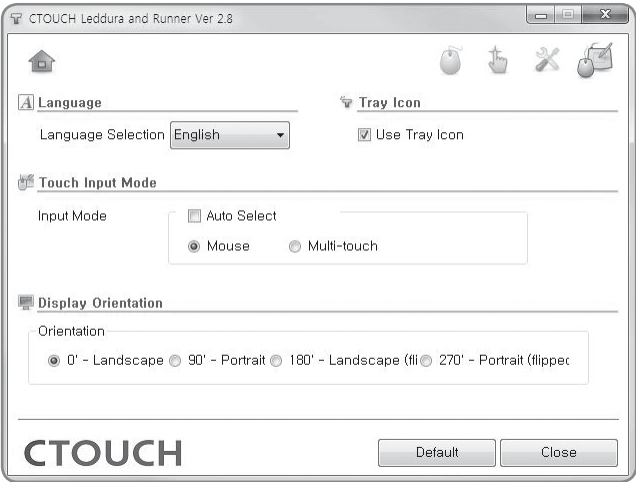 CTOUCH Leddura and Runner Ver 2.8
A Language
Tray Icon
Language Selection English
Use Tray Icon
Touch Input Mode
Input Mode
Auto Select
Mouse
Multi-touch
Display Orientation
Orientation
0' - Landscape
90' - Portrait
180' - Landscape (fli
270' - Portrait (flipped
CTOUCH
Default
Close